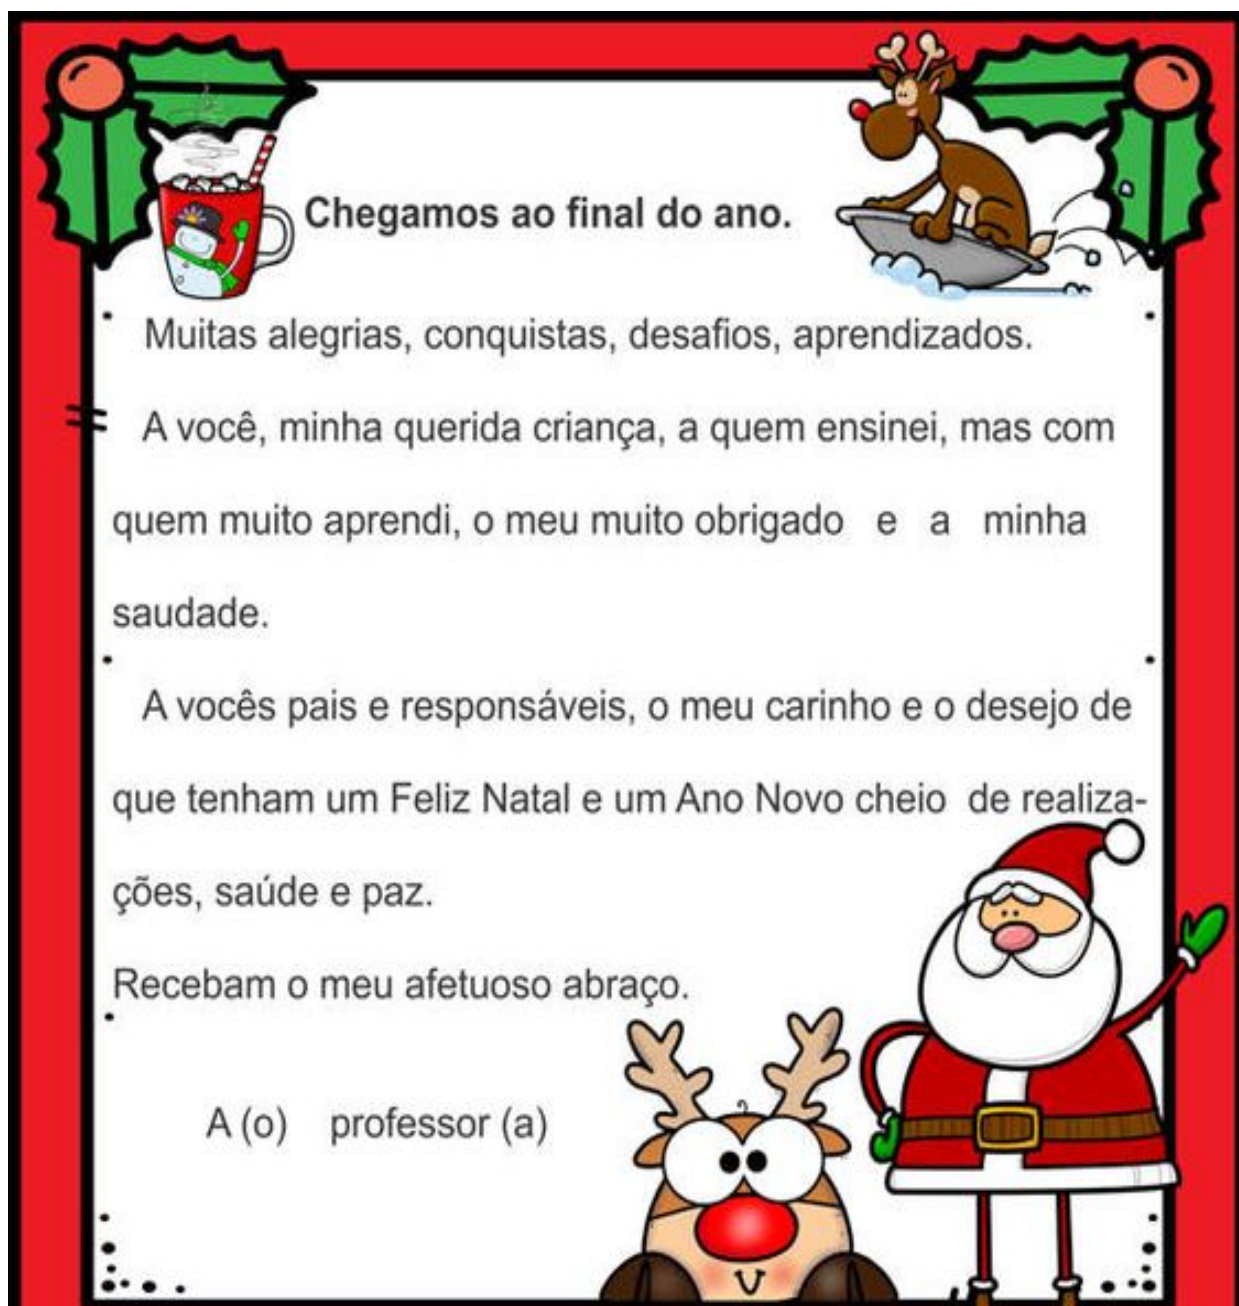 Chegamos ao final do ano.
Muitas alegrias, conquistas, desafios, aprendizados.
A você, minha querida criança, a quem ensinei, mas com
quem muito aprendi, o meu muito obrigado e a minha
saudade.
A vocês pais e responsáveis, o meu carinho e o desejo de
que tenham um Feliz Natal e um Ano Novo cheio de realiza-
ções, saúde e paz.
Recebam o meu afetuoso abraço.
A (o) professor (a)